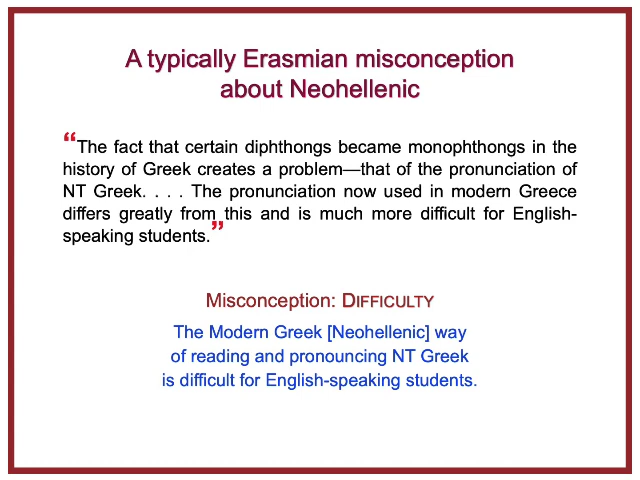 A typically Erasmian misconception
about Neohellenic
“The fact that certain diphthongs became monophthongs in the
history of Greek creates a problem—that of the pronunciation of
NT Greek. . . . The pronunciation now used in modern Greece
differs greatly from this and is much more difficult for English-
speaking students.”
Misconception: DIFFICULTY
The Modern Greek [Neohellenic] way
of reading and pronouncing NT Greek
is difficult for English-speaking students.